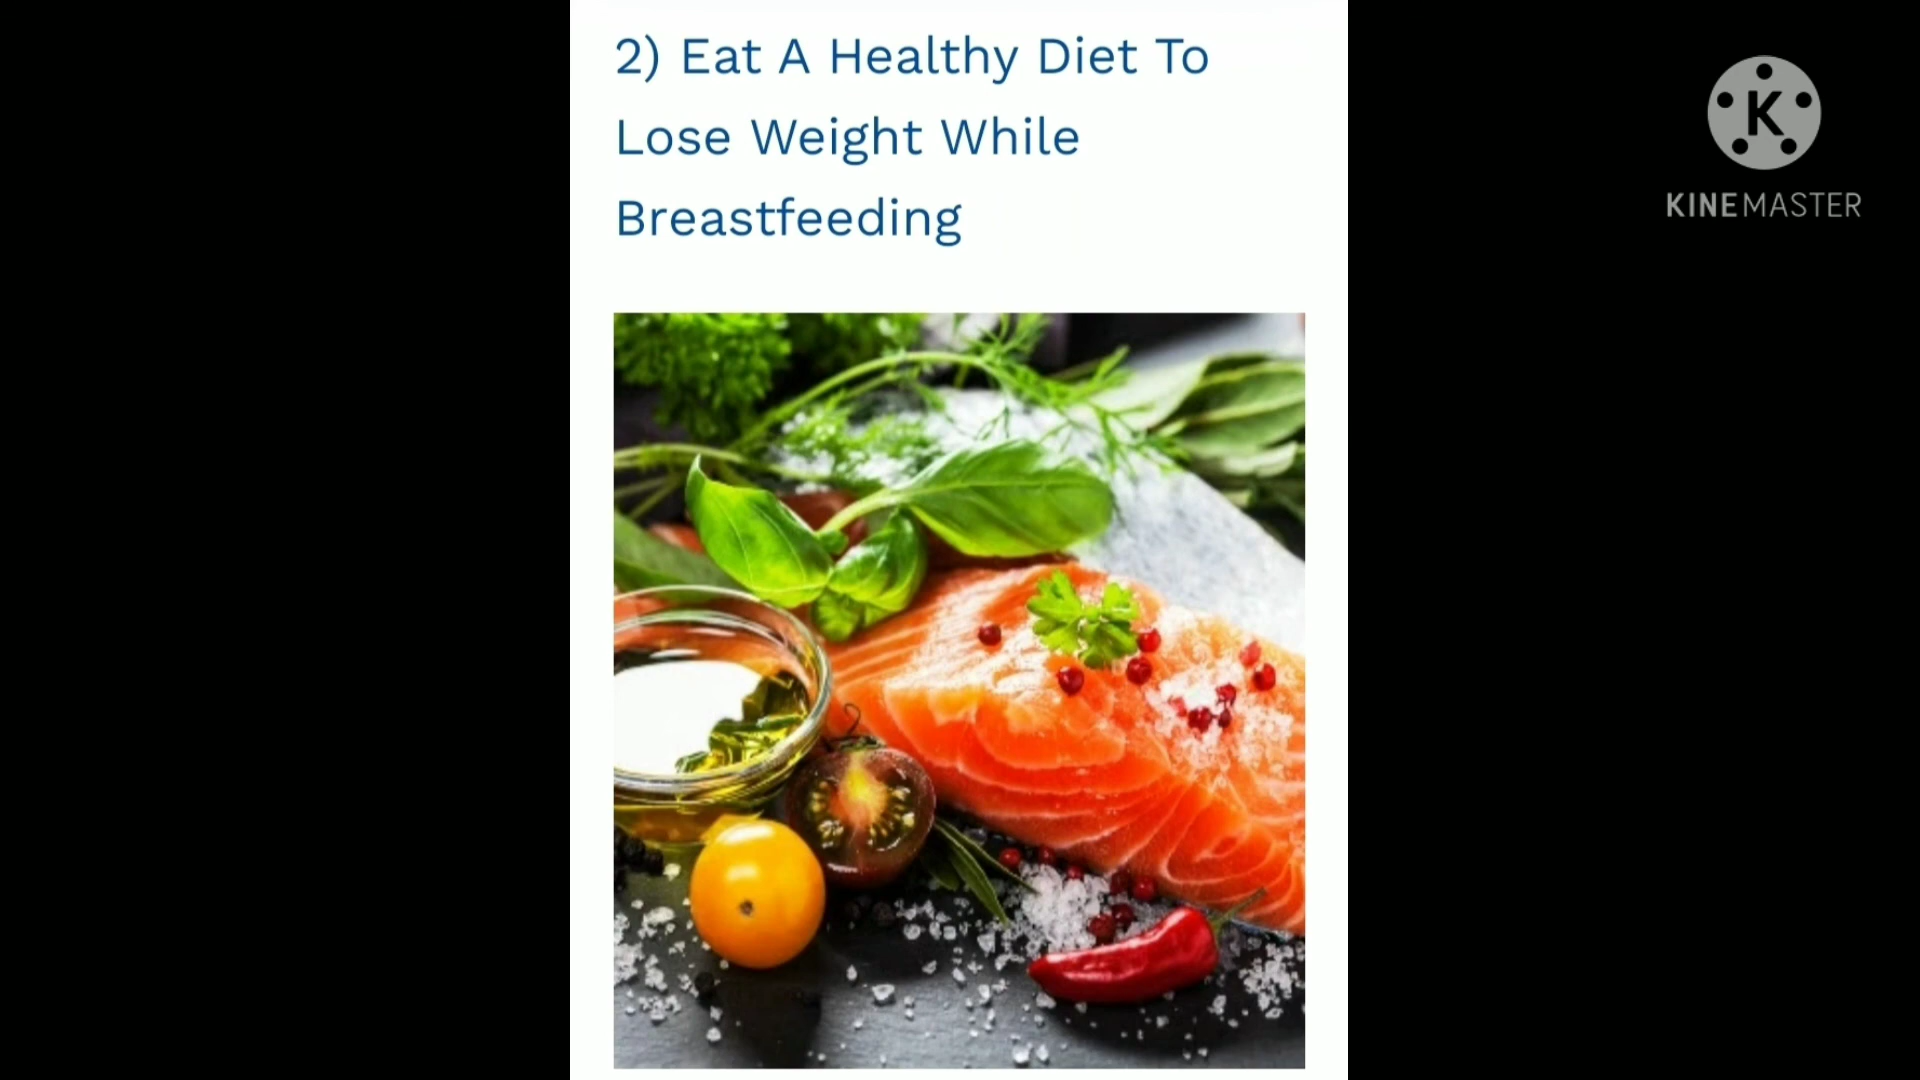 2) Eat A Healthy Diet To
Lose Weight While
Breastfeeding
K
KINEMASTER